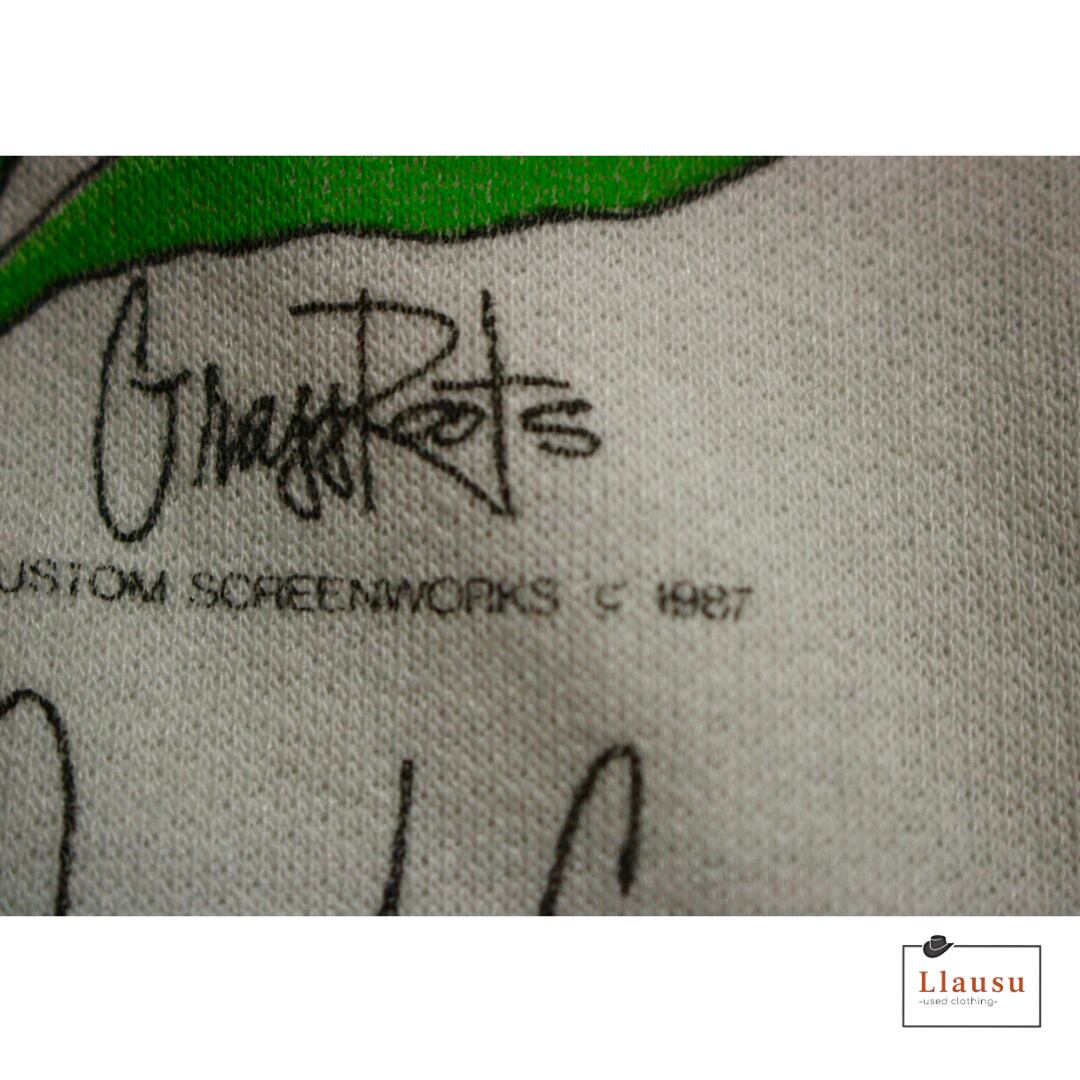 GrassRoots
USTOM SCREENWORKS © 1987
Llausu
-used clothing-